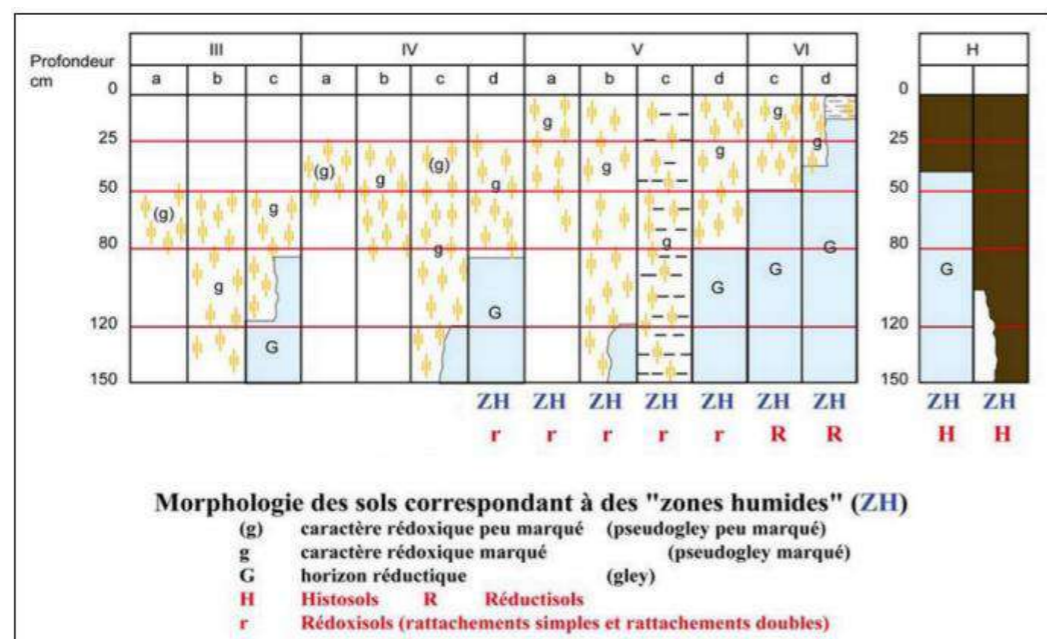 III IV V VI H
Profondeur
cm
a b c a b c d a b c d c d
0 0
25 25
50 50
80 80
120 120
150 150
(g) g g G (g) g (g) g g G g g g g G g G g G G
ZH ZH ZH ZH ZH ZH ZH ZH ZH
r r r r r R R H H
Morphologie des sols correspondant à des "zones humides" (ZH)
(g) caractère rédoxique peu marqué (pseudogley peu marqué)
g caractère rédoxique marqué (pseudogley marqué)
G horizon réductique (gley)
H Histosols R Réductisols
r Rédoxisols (rattachements simples et rattachements doubles)